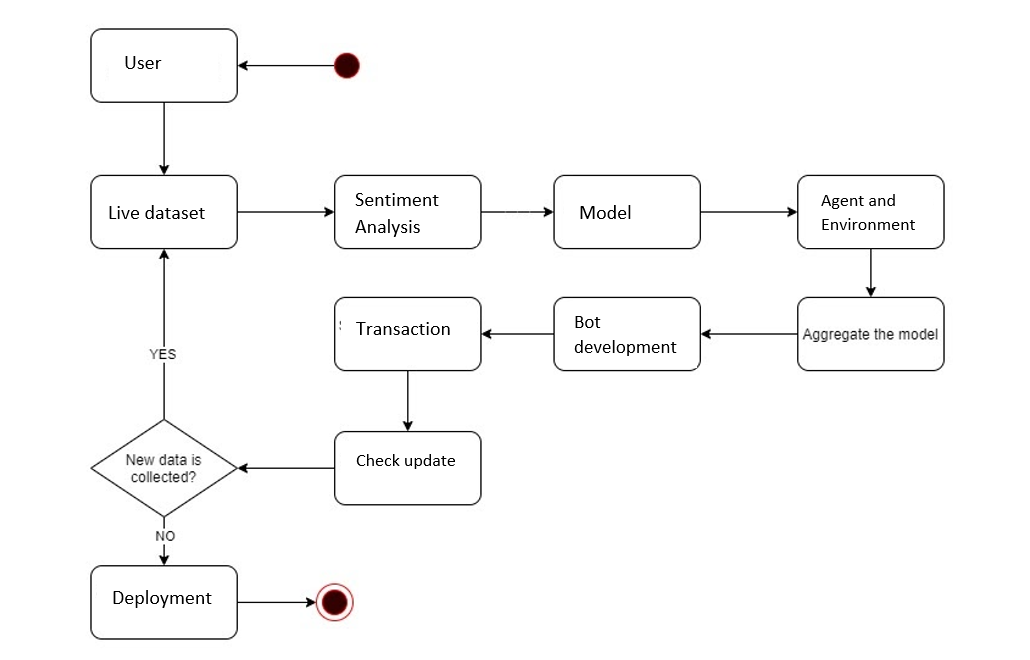 User
Live dataset
Sentiment
Analysis
Model
Agent and
Environment
Transaction
Bot
development
Aggregate the model
YES
New data is
collected?
Check update
NO
Deployment